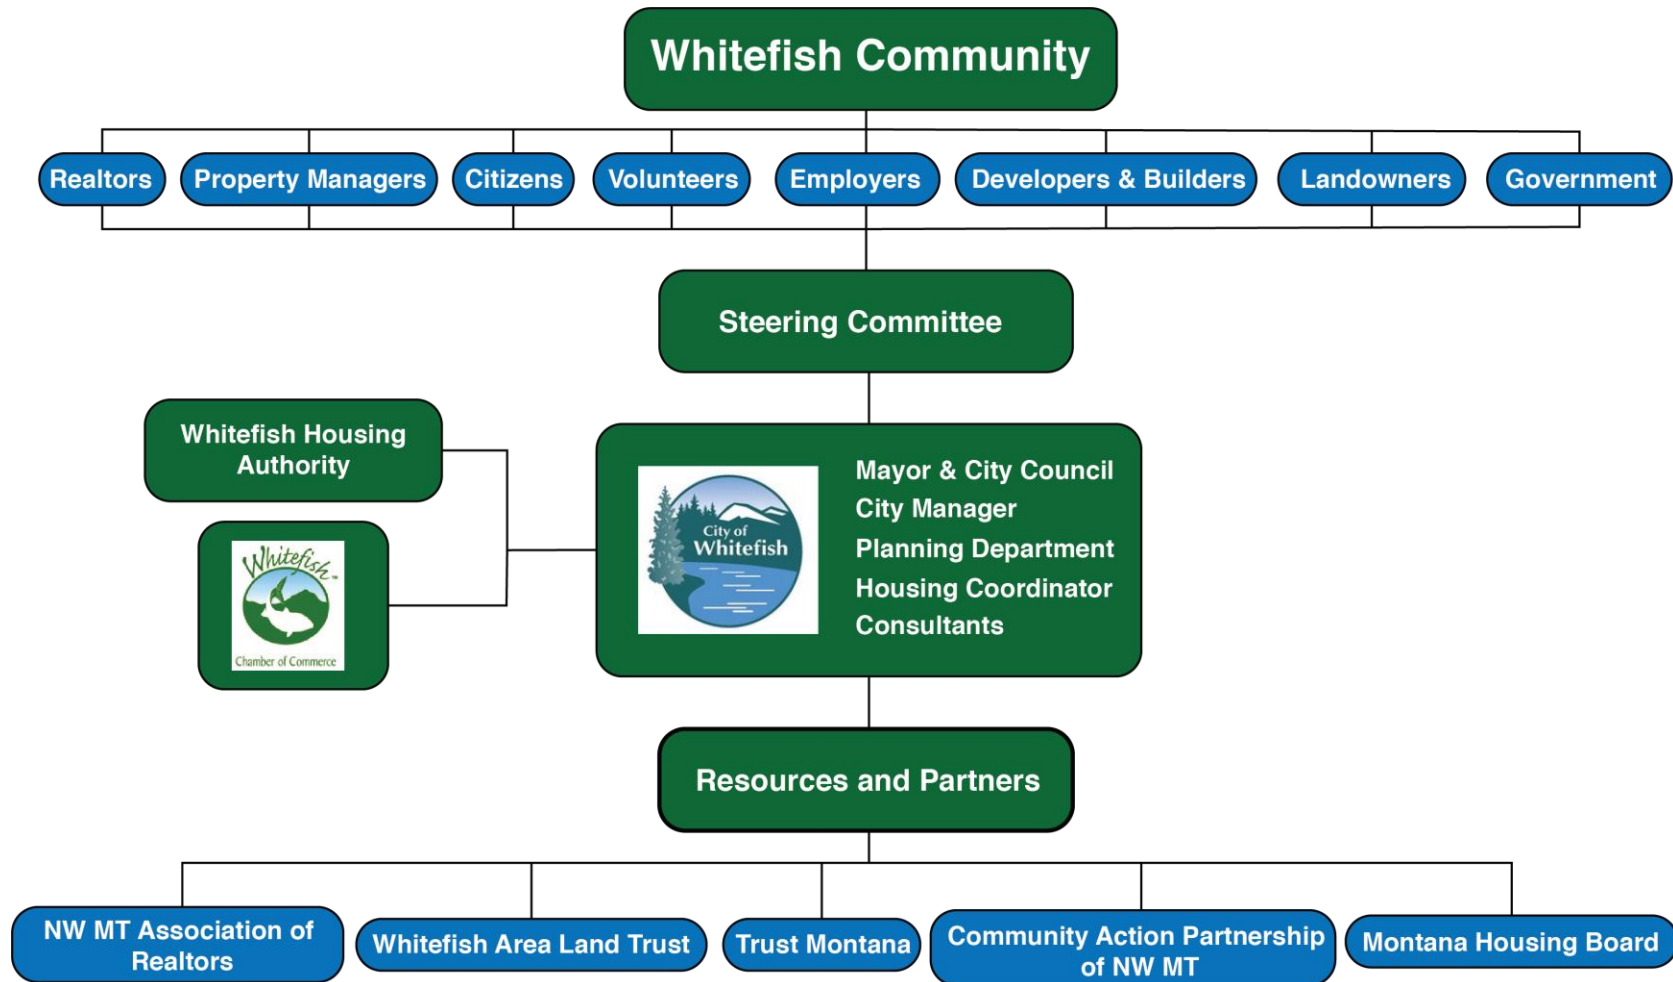 Whitefish Community
Realtors
Property Managers
Citizens
Volunteers
Employers
Developers & Builders
Landowners
Government
Steering Committee
Whitefish Housing
Authority
Whitefish™
Chamber of Commerce
City of
Whitefish
Mayor & City Council
City Manager
Planning Department
Housing Coordinator
Consultants
Resources and Partners
NW MT Association of
Realtors
Whitefish Area Land Trust
Trust Montana
Community Action Partnership
of NW MT
Montana Housing Board